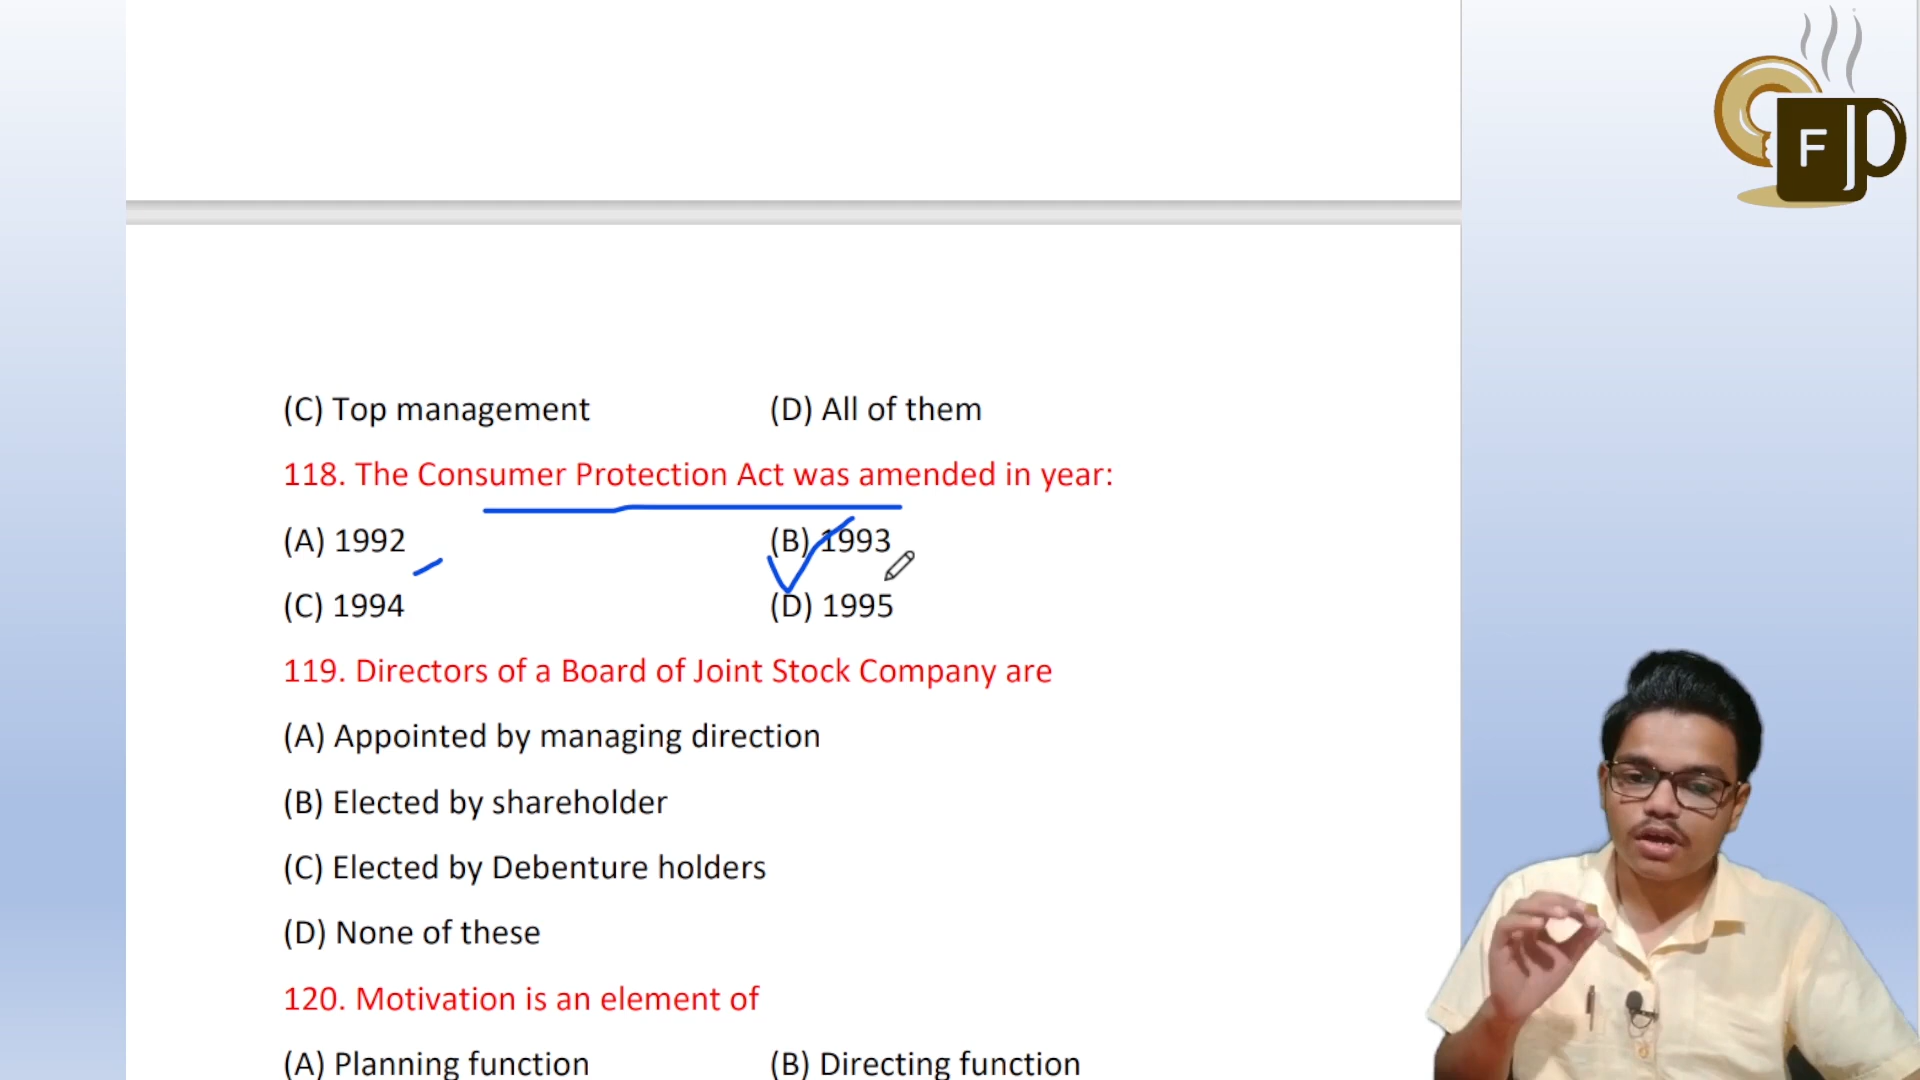 F
(C) Top management (D) All of them
118. The Consumer Protection Act was amended in year:
(A) 1992 (B) 1993
(C) 1994 (D) 1995
119. Directors of a Board of Joint Stock Company are
(A) Appointed by managing direction
(B) Elected by shareholder
(C) Elected by Debenture holders
(D) None of these
120. Motivation is an element of
(A) Planning function (B) Directing function